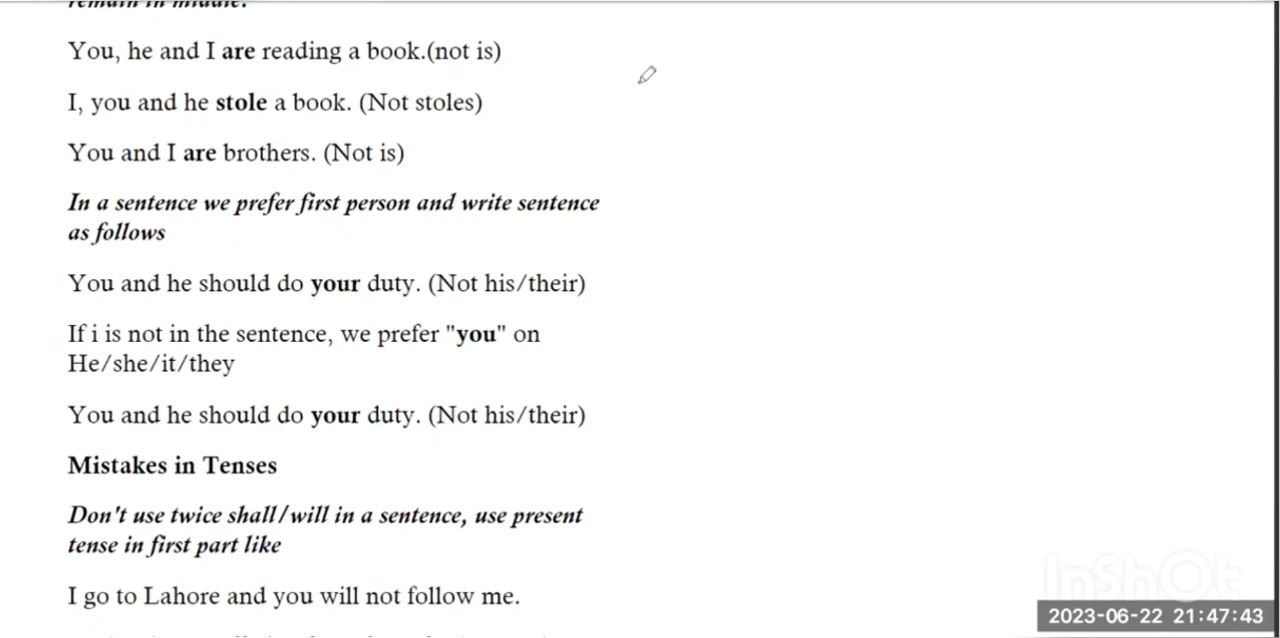 remain in middle.
You, he and I are reading a book.(not is)
I, you and he stole a book. (Not stoles)
You and I are brothers. (Not is)
In a sentence we prefer first person and write sentence
as follows
You and he should do your duty. (Not his/their)
If i is not in the sentence, we prefer "you" on
He/she/it/they
You and he should do your duty. (Not his/their)
Mistakes in Tenses
Don't use twice shall/will in a sentence, use present
tense in first part like
I go to Lahore and you will not follow me.
InShOt
2023-06-22 21:47:43